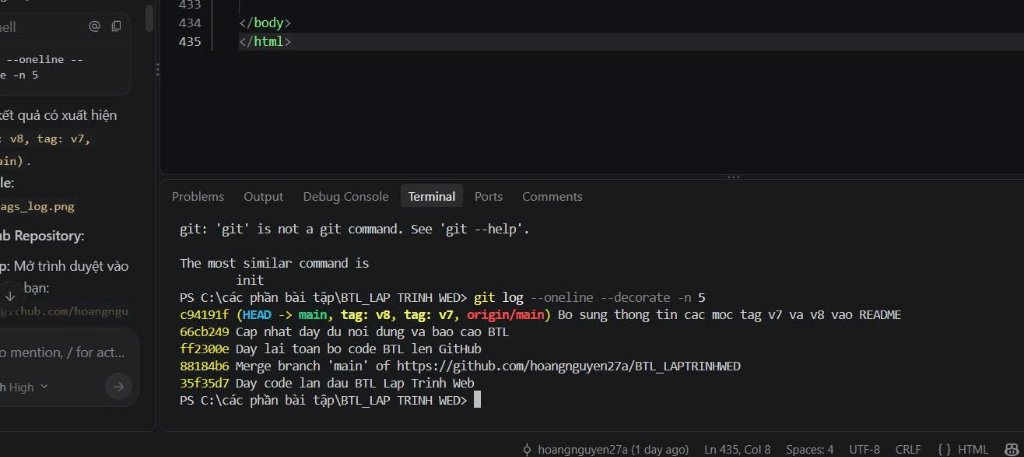 ell
--oneline --
e -n 5
kết quả có xuất hiện
: v8, tag: v7,
ain).
le:
ags_log.png
ub Repository:
p: Mở trình duyệt vào
bạn:
github.com/hoangngu
o mention, / for act...
h High
433
434 </body>
435 </html>
Problems Output Debug Console Terminal Ports Comments
git: 'git' is not a git command. See 'git --help'.
The most similar command is
init
PS C:\các phần bài tập\BTL_LAP TRINH WED> git log --oneline --decorate -n 5
c94191f (HEAD -> main, tag: v8, tag: v7, origin/main) Bo sung thong tin cac moc tag v7 va v8 vao README
66cb249 Cap nhat day du noi dung va bao cao BTL
ff2300e Day lai toan bo code BTL len GitHub
88184b6 Merge branch 'main' of https://github.com/hoangnguyen27a/BTL_LAPTRINHWED
35f35d7 Day code lan dau BTL Lap Trinh Web
PS C:\các phần bài tập\BTL_LAP TRINH WED>
hoangnguyen27a (1 day ago) Ln 435, Col 8 Spaces: 4 UTF-8 CRLF { } HTML